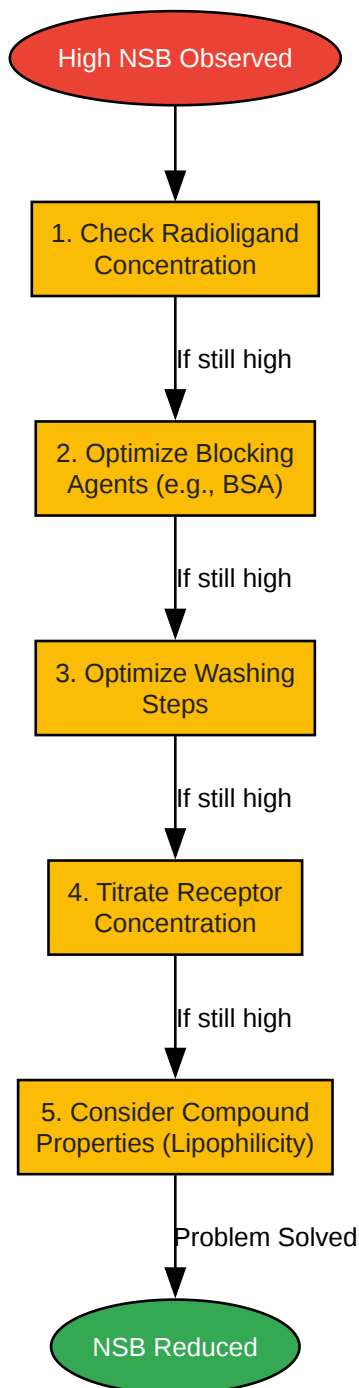 High NSB Observed
1. Check Radioligand
Concentration
If still high
2. Optimize Blocking
Agents (e.g., BSA)
If still high
3. Optimize Washing
Steps
If still high
4. Titrate Receptor
Concentration
If still high
5. Consider Compound
Properties (Lipophilicity)
Problem Solved
NSB Reduced